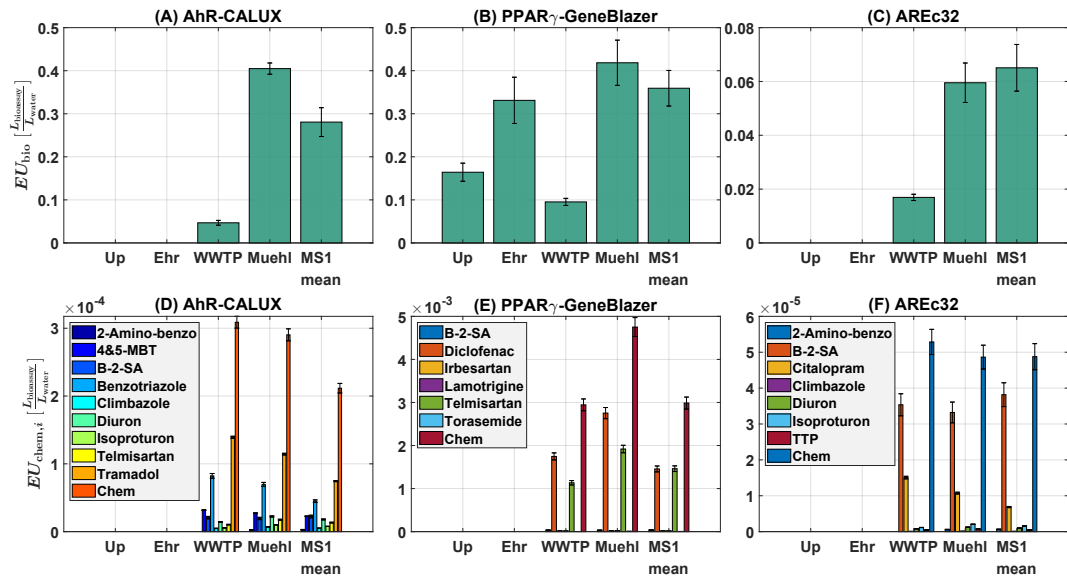 (A) AhR-CALUX
(B) PPARγ-GeneBlazer
(C) AREc32
EU_bio [L_bioassay/L_water]
0.5
0.4
0.3
0.2
0.1
0
Up Ehr WWTP Muehl MS1
mean
0.5
0.4
0.3
0.2
0.1
0
Up Ehr WWTP Muehl MS1
mean
0.08
0.06
0.04
0.02
0
Up Ehr WWTP Muehl MS1
mean
(D) AhR-CALUX
×10^-4
EU_chem,i [L_bioassay/L_water]
3
2
1
0
2-Amino-benzo
4&5-MBT
B-2-SA
Benzotriazole
Climbazole
Diuron
Isoproturon
Telmisartan
Tramadol
Chem
Up Ehr WWTP Muehl MS1
mean
(E) PPARγ-GeneBlazer
×10^-3
5
4
3
2
1
0
B-2-SA
Diclofenac
Irbesartan
Lamotrigine
Telmisartan
Torasemide
Chem
Up Ehr WWTP Muehl MS1
mean
(F) AREc32
×10^-5
6
5
4
3
2
1
0
2-Amino-benzo
B-2-SA
Citalopram
Climbazole
Diuron
Isoproturon
TTP
Chem
Up Ehr WWTP Muehl MS1
mean